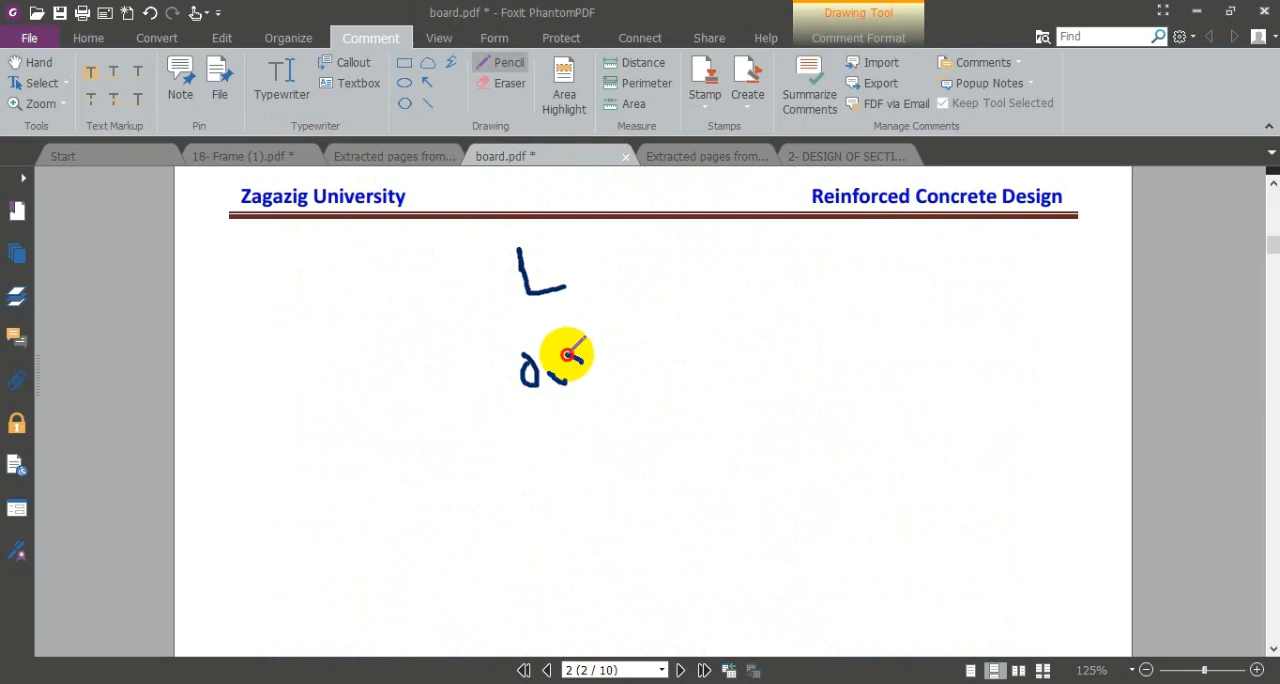 board.pdf * - Foxit PhantomPDF
Drawing Tool
File Home Convert Edit Organize Comment View Form Protect Connect Share Help Comment Format Find
Hand
Select
Zoom
Tools
Text Markup
Note
File
Pin
Typewriter
Callout
Textbox
Typewriter
Pencil
Eraser
Drawing
Area Highlight
Distance
Perimeter
Area
Measure
Stamp
Create
Stamps
Summarize Comments
Import
Export
FDF via Email
Comments
Popup Notes
Keep Tool Selected
Manage Comments
Start
18- Frame (1).pdf *
Extracted pages from...
board.pdf *
Extracted pages from...
2- DESIGN OF SECTI...
Zagazig University
Reinforced Concrete Design
L
2 (2 / 10)
125%